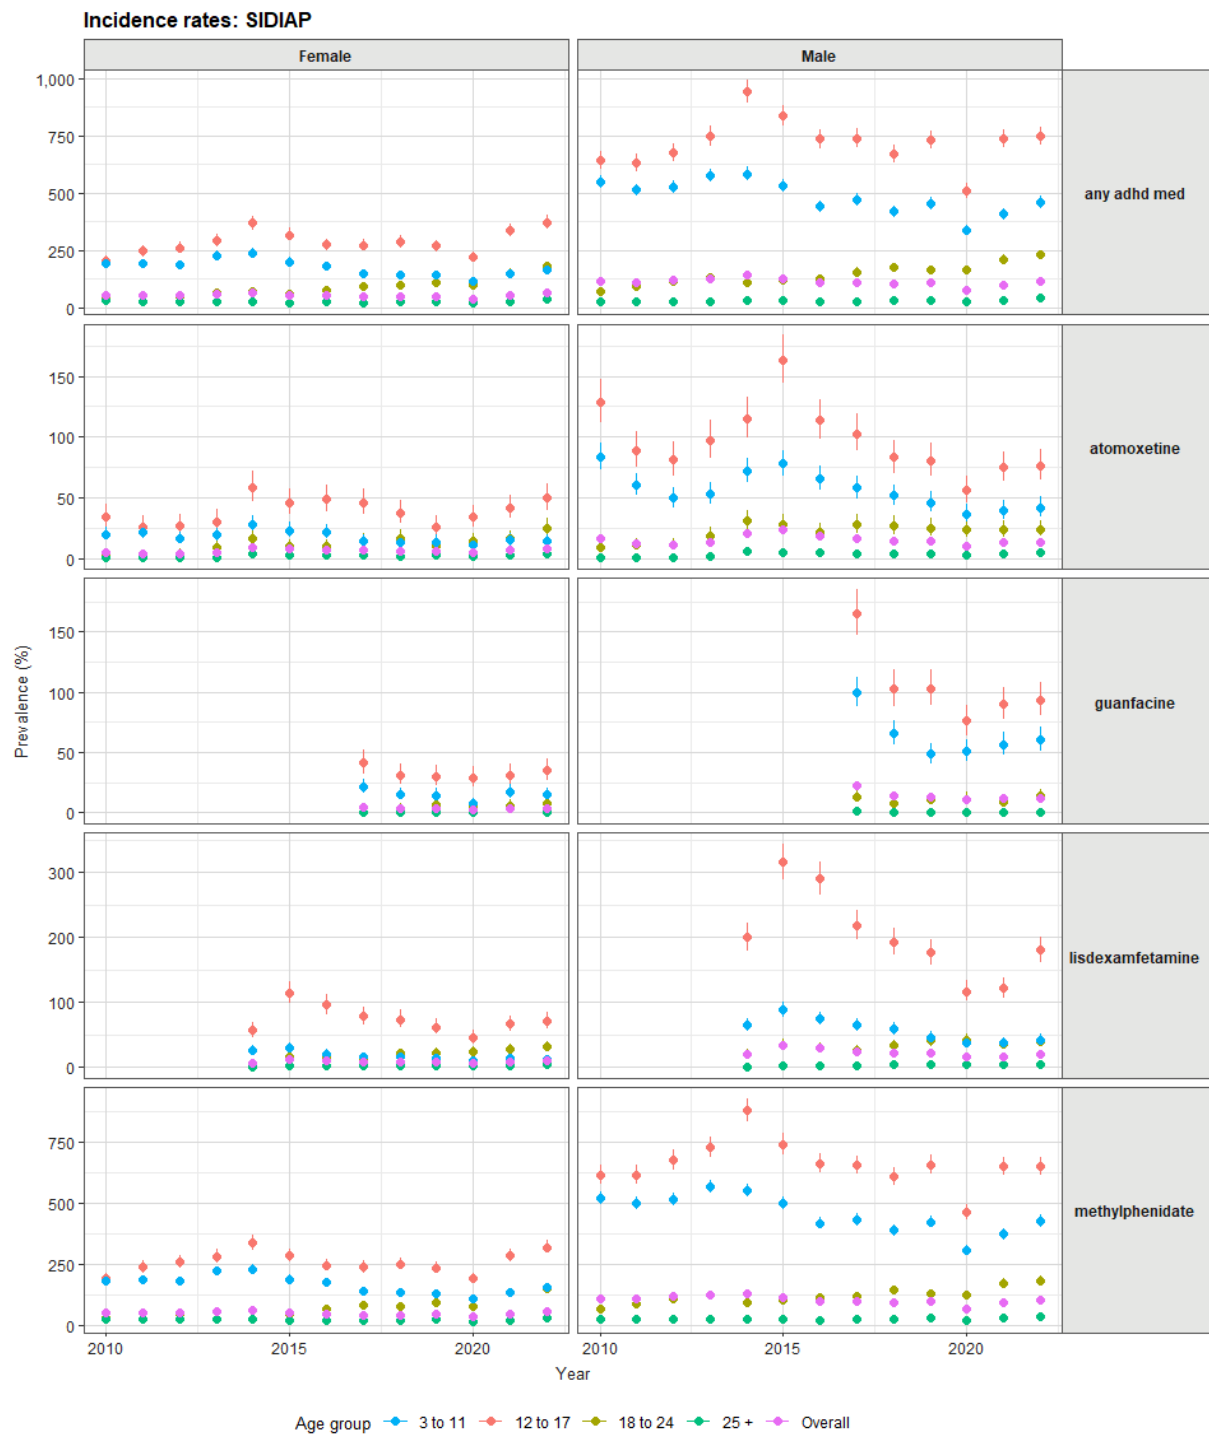 Incidence rates: SIDIAP
Female Male
1,000
750
500
250
0
any adhd med
150
100
50
0
atomoxetine
150
100
50
0
guanfacine
Prevalence (%)
300
200
100
0
lisdexamfetamine
750
500
250
0
methylphenidate
2010 2015 2020 2010 2015 2020
Year
Age group 3 to 11 12 to 17 18 to 24 25 + Overall